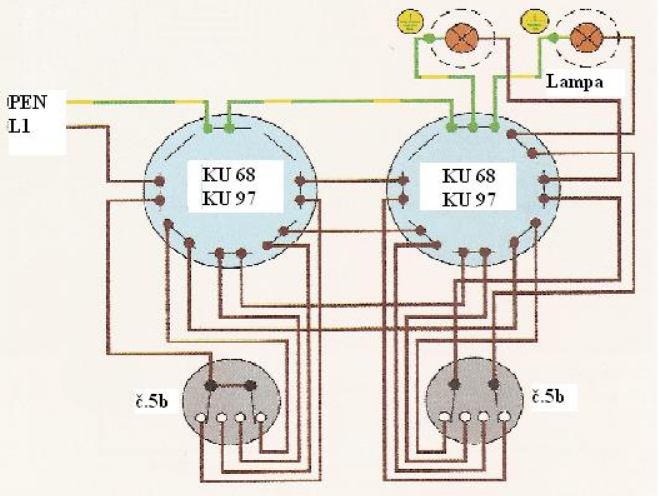 Lampa
PEN
L1
KU 68
KU 97
KU 68
KU 97
č.5b
č.5b